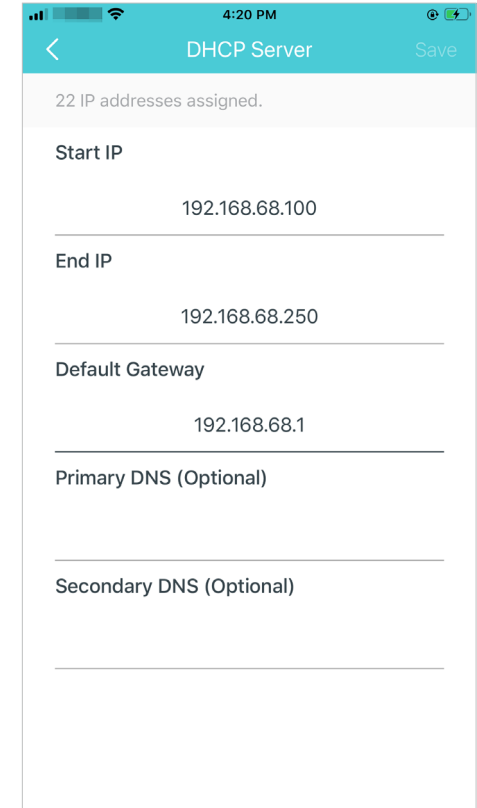 4:20 PM
DHCP Server
Save
22 IP addresses assigned.
Start IP
192.168.68.100
End IP
192.168.68.250
Default Gateway
192.168.68.1
Primary DNS (Optional)
Secondary DNS (Optional)